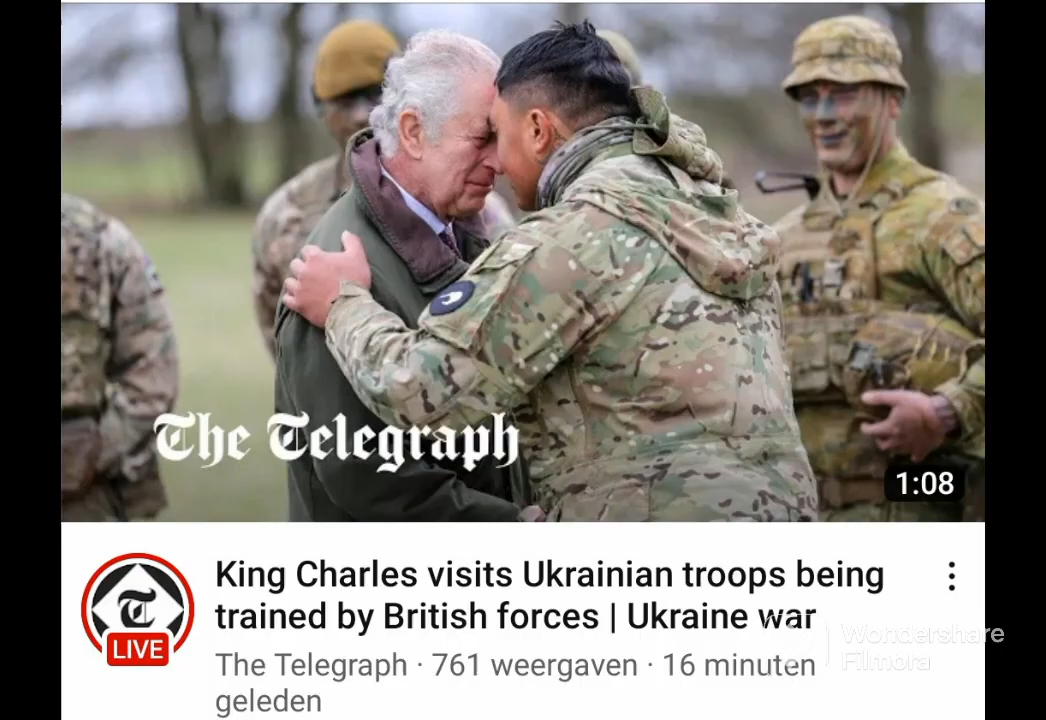 The Telegraph
1:08
King Charles visits Ukrainian troops being
trained by British forces | Ukraine war
LIVE
The Telegraph · 761 weergaven · 16 minuten
geleden
Wondershare
Filmora